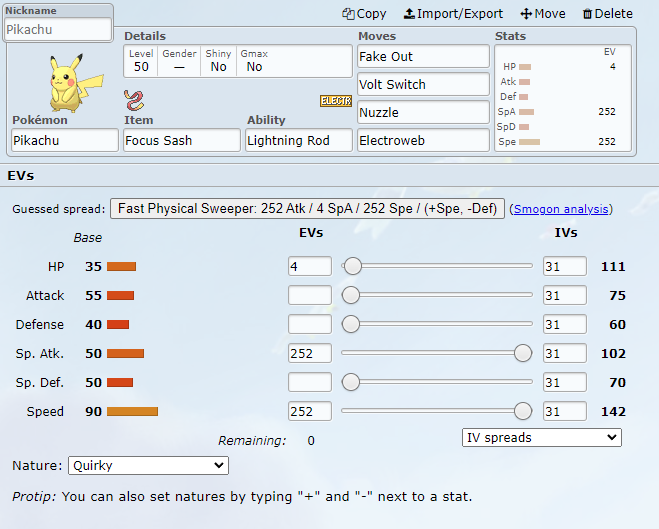 Nickname
Pikachu
Copy Import/Export Move Delete
Details
Level Gender Shiny Gmax
50 — No No
Moves
Fake Out
Volt Switch
Nuzzle
Electroweb
Stats
EV
HP 4
Atk
Def
SpA 252
SpD
Spe 252
ELECTR
Pokémon Item Ability
Pikachu Focus Sash Lightning Rod
EVs
Guessed spread: Fast Physical Sweeper: 252 Atk / 4 SpA / 252 Spe / (+Spe, -Def) (Smogon analysis)
Base EVs IVs
HP 35 4 31 111
Attack 55 31 75
Defense 40 31 60
Sp. Atk. 50 252 31 102
Sp. Def. 50 31 70
Speed 90 252 31 142
Remaining: 0 IV spreads
Nature: Quirky
Protip: You can also set natures by typing "+" and "-" next to a stat.